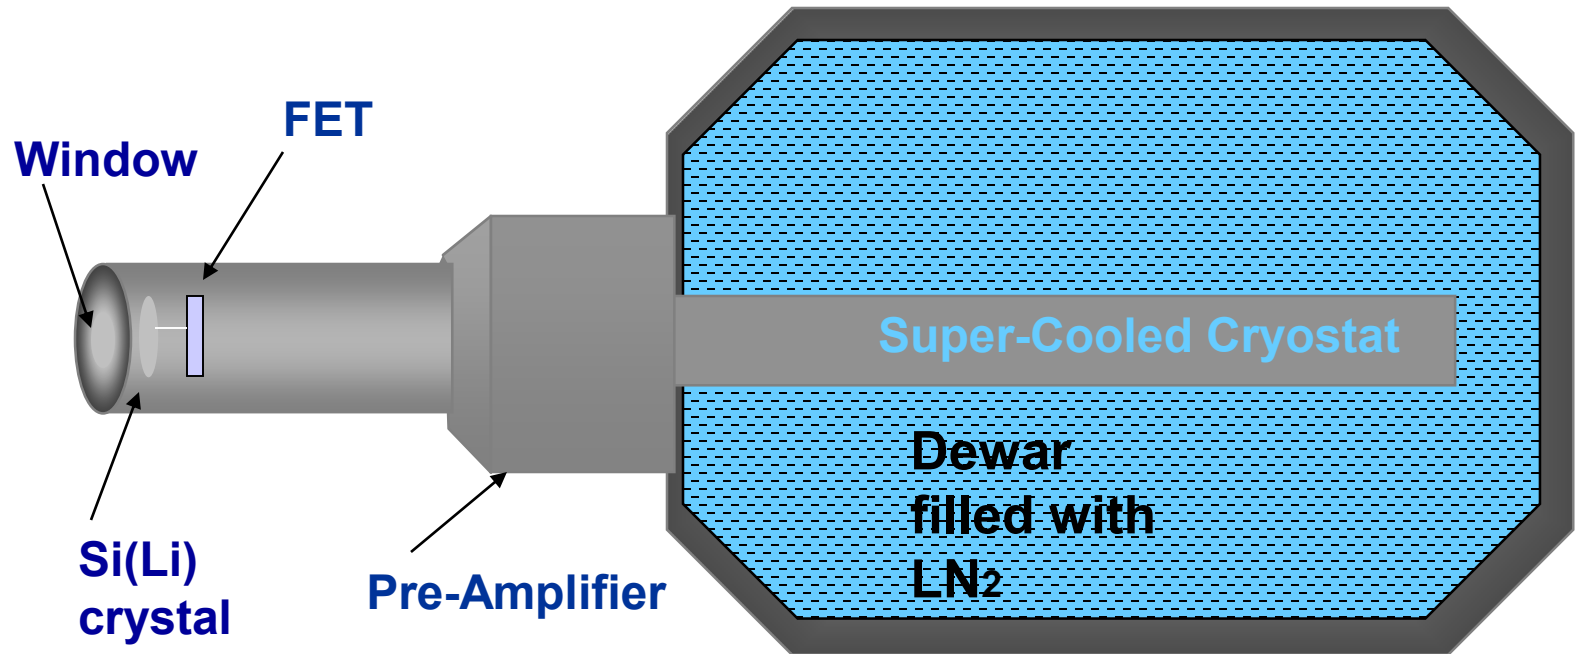 FET
Window
Super-Cooled Cryostat
Dewar
filled with
LN2
Si(Li)
crystal
Pre-Amplifier